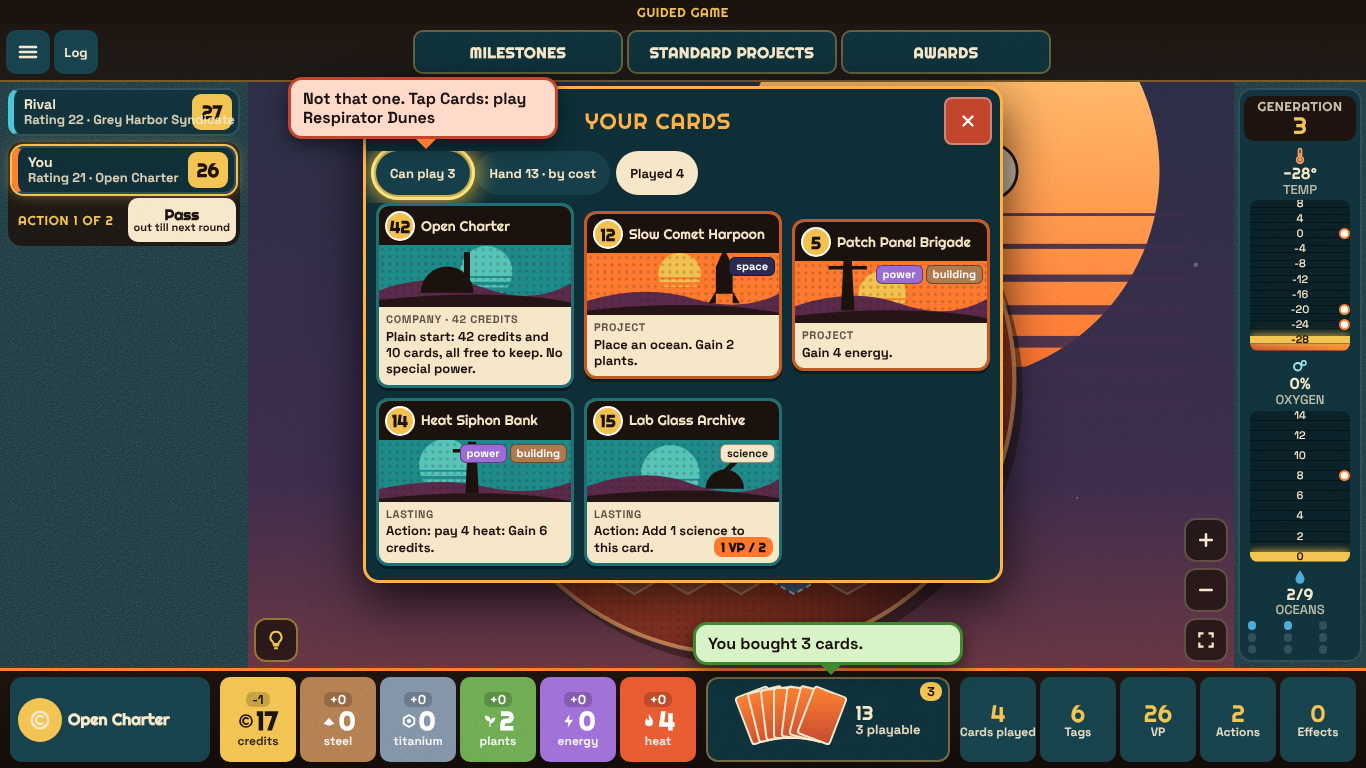 GUIDED GAME
Log
MILESTONES
STANDARD PROJECTS
AWARDS
Rival
Rating 22 · Grey Harbor Syndicate
27
You
Rating 21 · Open Charter
26
ACTION 1 OF 2
Pass
out till next round
Not that one. Tap Cards: play
Respirator Dunes
YOUR CARDS
×
Can play 3
Hand 13 · by cost
Played 4
42
Open Charter
COMPANY · 42 CREDITS
Plain start: 42 credits and
10 cards, all free to keep. No
special power.
12
Slow Comet Harpoon
space
PROJECT
Place an ocean. Gain 2
plants.
5
Patch Panel Brigade
power
building
PROJECT
Gain 4 energy.
14
Heat Siphon Bank
power
building
LASTING
Action: pay 4 heat: Gain 6
credits.
15
Lab Glass Archive
science
LASTING
Action: Add 1 science to
this card.
1 VP / 2
GENERATION
3
-28°
TEMP
8
4
0
-4
-8
-12
-16
-20
-24
-28
0%
OXYGEN
14
12
10
8
6
4
2
0
2/9
OCEANS
+
−
You bought 3 cards.
© Open Charter
-1
©17
credits
+0
0
steel
+0
0
titanium
+0
2
plants
+0
0
energy
+0
4
heat
3
13
3 playable
4
Cards played
6
Tags
26
VP
2
Actions
0
Effects